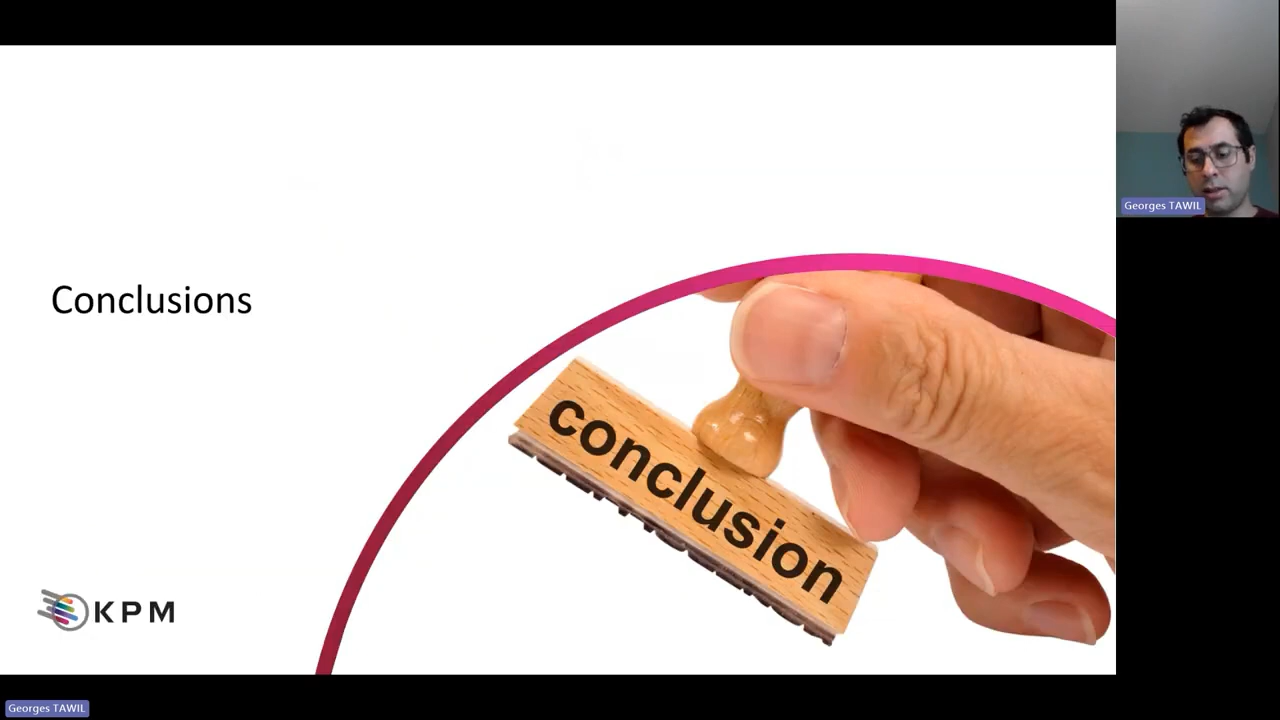 Georges TAWIL
Conclusions
conclusion
KPM
Georges TAWIL